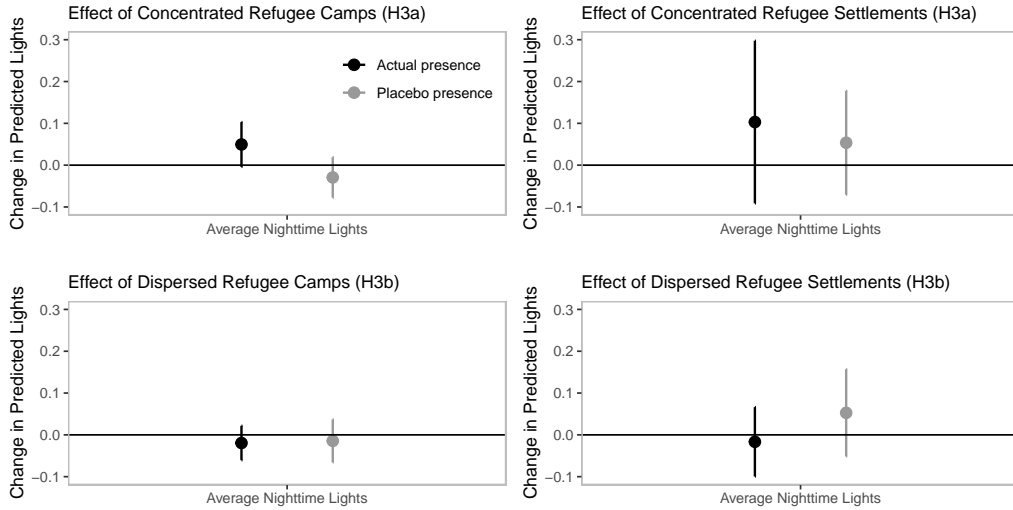 Effect of Concentrated Refugee Camps (H3a)
Change in Predicted Lights
0.3
0.2
0.1
0.0
−0.1
Actual presence
Placebo presence
Average Nighttime Lights
Effect of Concentrated Refugee Settlements (H3a)
Change in Predicted Lights
0.3
0.2
0.1
0.0
−0.1
Average Nighttime Lights
Effect of Dispersed Refugee Camps (H3b)
Change in Predicted Lights
0.3
0.2
0.1
0.0
−0.1
Average Nighttime Lights
Effect of Dispersed Refugee Settlements (H3b)
Change in Predicted Lights
0.3
0.2
0.1
0.0
−0.1
Average Nighttime Lights